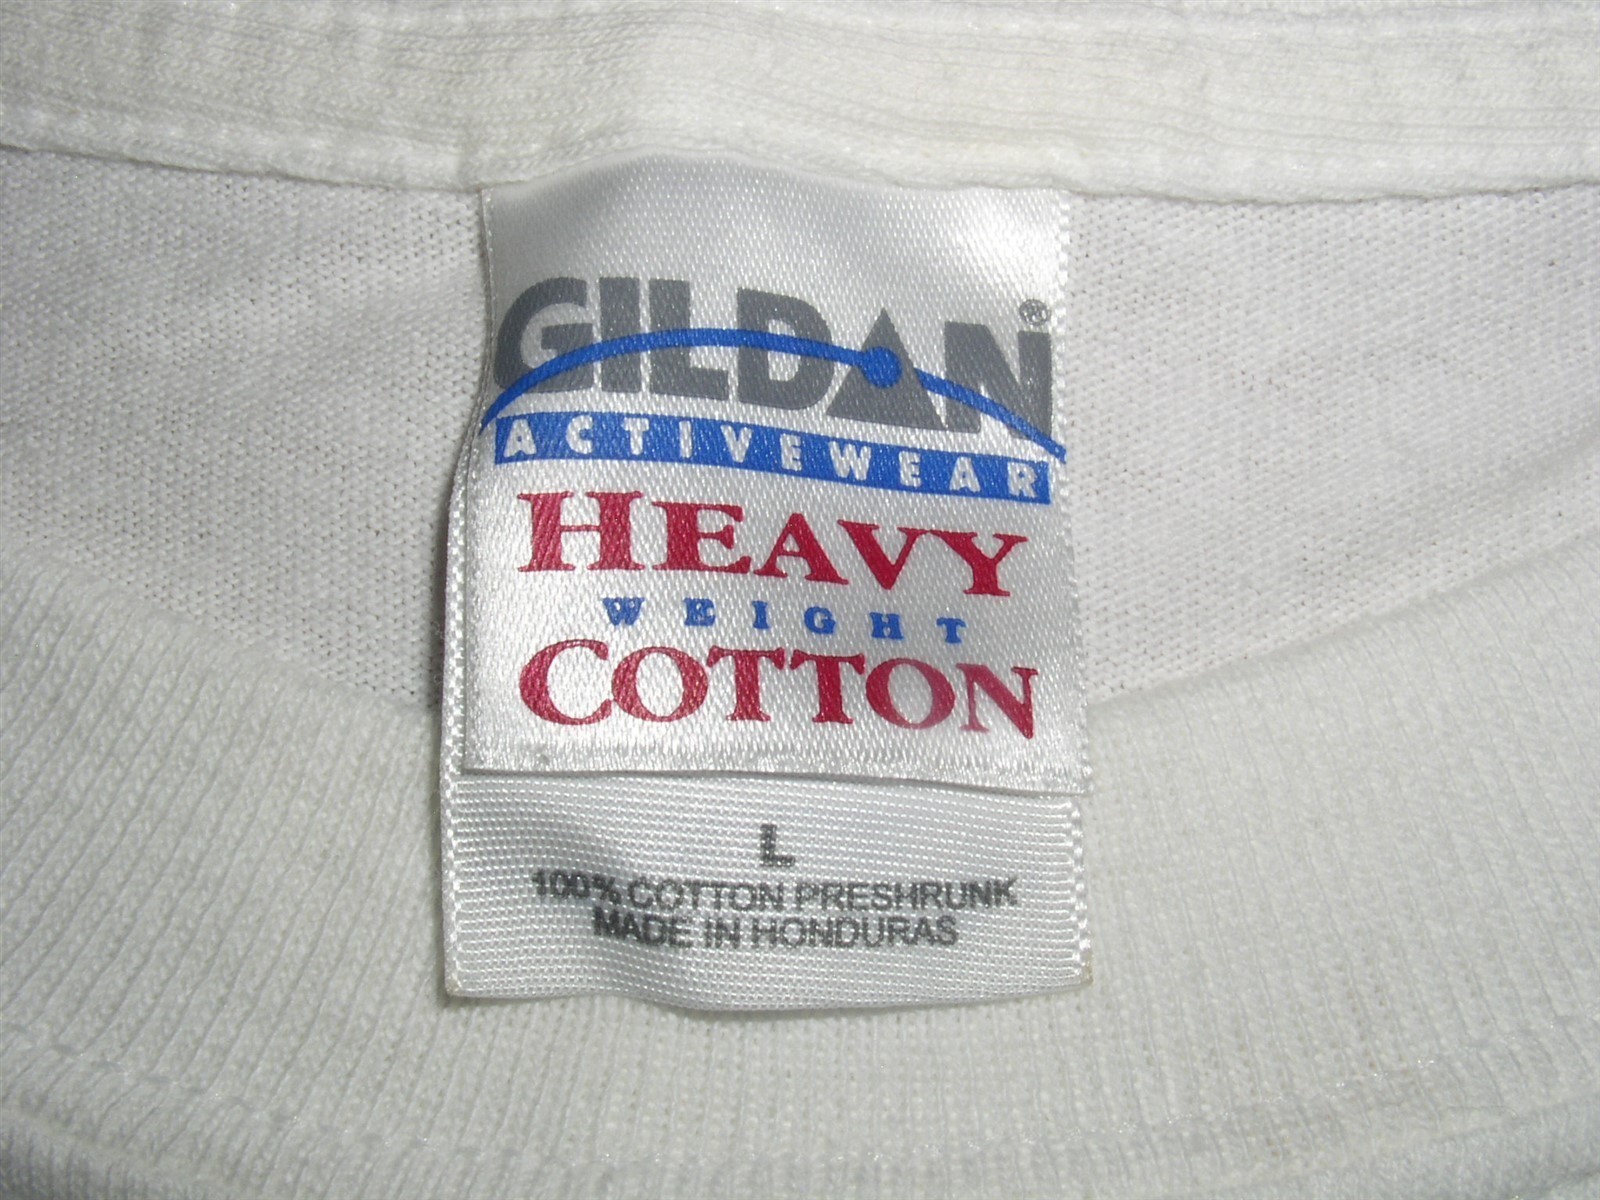 GILDAN®
ACTIVEWEAR
HEAVY
WEIGHT
COTTON
L
100% COTTON PRESHRUNK
MADE IN HONDURAS